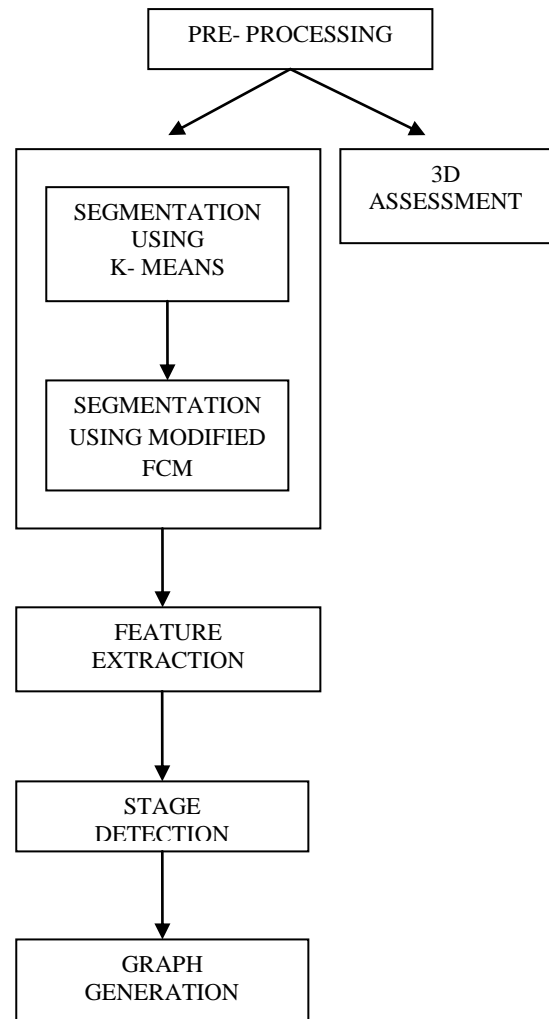 PRE- PROCESSING
3D
ASSESSMENT
SEGMENTATION
USING
K- MEANS
SEGMENTATION
USING MODIFIED
FCM
FEATURE
EXTRACTION
STAGE
DETECTION
GRAPH
GENERATION